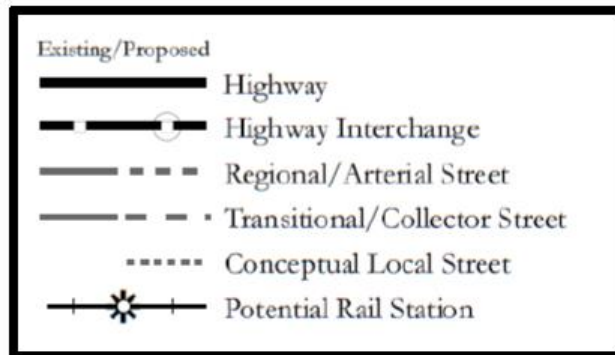 Existing/Proposed
Highway
Highway Interchange
Regional/Arterial Street
Transitional/Collector Street
Conceptual Local Street
Potential Rail Station